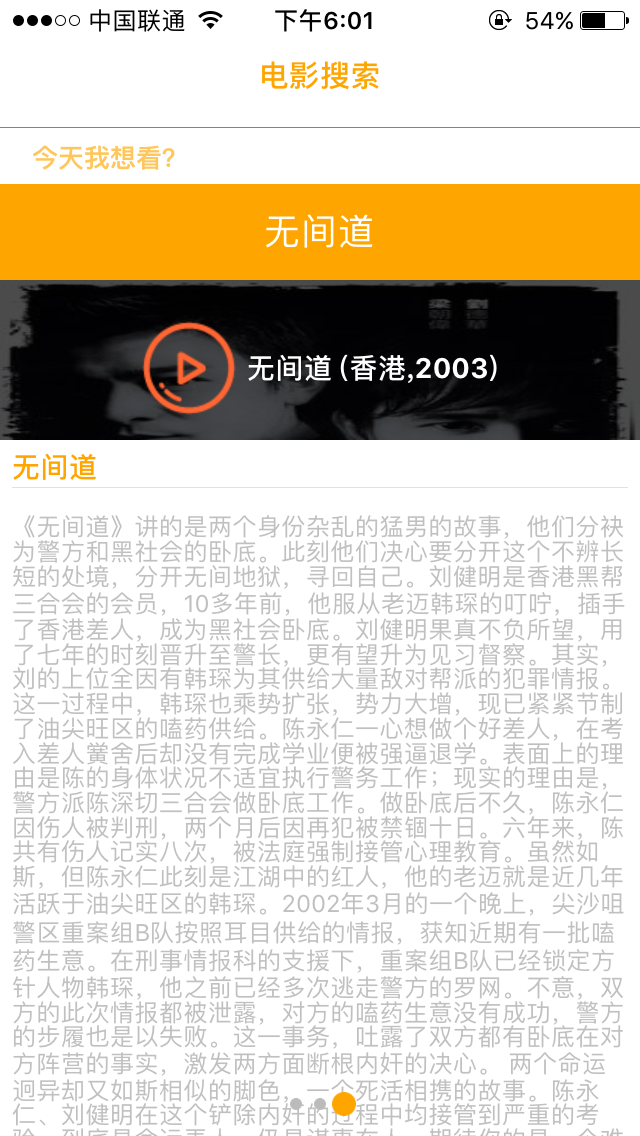 中国联通 下午6:01 54%
电影搜索
今天我想看?
无间道
无间道 (香港,2003)
无间道
《无间道》讲的是两个身份杂乱的猛男的故事，他们分袂
为警方和黑社会的卧底。此刻他们决心要分开这个不辨长
短的处境，分开无间地狱，寻回自己。刘健明是香港黑帮
三合会的会员，10多年前，他服从老迈韩琛的叮咛，插手
了香港差人，成为黑社会卧底。刘健明果真不负所望，用
了七年的时刻晋升至警长，更有望升为见习督察。其实，
刘的上位全因有韩琛为其供给大量敌对帮派的犯罪情报。
这一过程中，韩琛也乘势扩张，势力大增，现已紧紧节制
了油尖旺区的嗑药供给。陈永仁一心想做个好差人，在考
入差人黉舍后却没有完成学业便被强逼退学。表面上的理
由是陈的身体状况不适宜执行警务工作；现实的理由是，
警方派陈深切三合会做卧底工作。做卧底后不久，陈永仁
因伤人被判刑，两个月后因再犯被禁锢十日。六年来，陈
共有伤人记实八次，被法庭强制接管心理教育。虽然如
斯，但陈永仁此刻是江湖中的红人，他的老迈就是近几年
活跃于油尖旺区的韩琛。2002年3月的一个晚上，尖沙咀
警区重案组B队按照耳目供给的情报，获知近期有一批嗑
药生意。在刑事情报科的支援下，重案组B队已经锁定方
针人物韩琛，他之前已经多次逃走警方的罗网。不意，双
方的此次情报都被泄露，对方的嗑药生意没有成功，警方
的步履也是以失败。这一事务，吐露了双方都有卧底在对
方阵营的事实，激发两方面断根内奸的决心。 两个命运
迥异却又如斯相似的脚色，一个死活相携的故事。陈永
仁、刘健明在这个铲除内奸的过程中均接管到严重的考